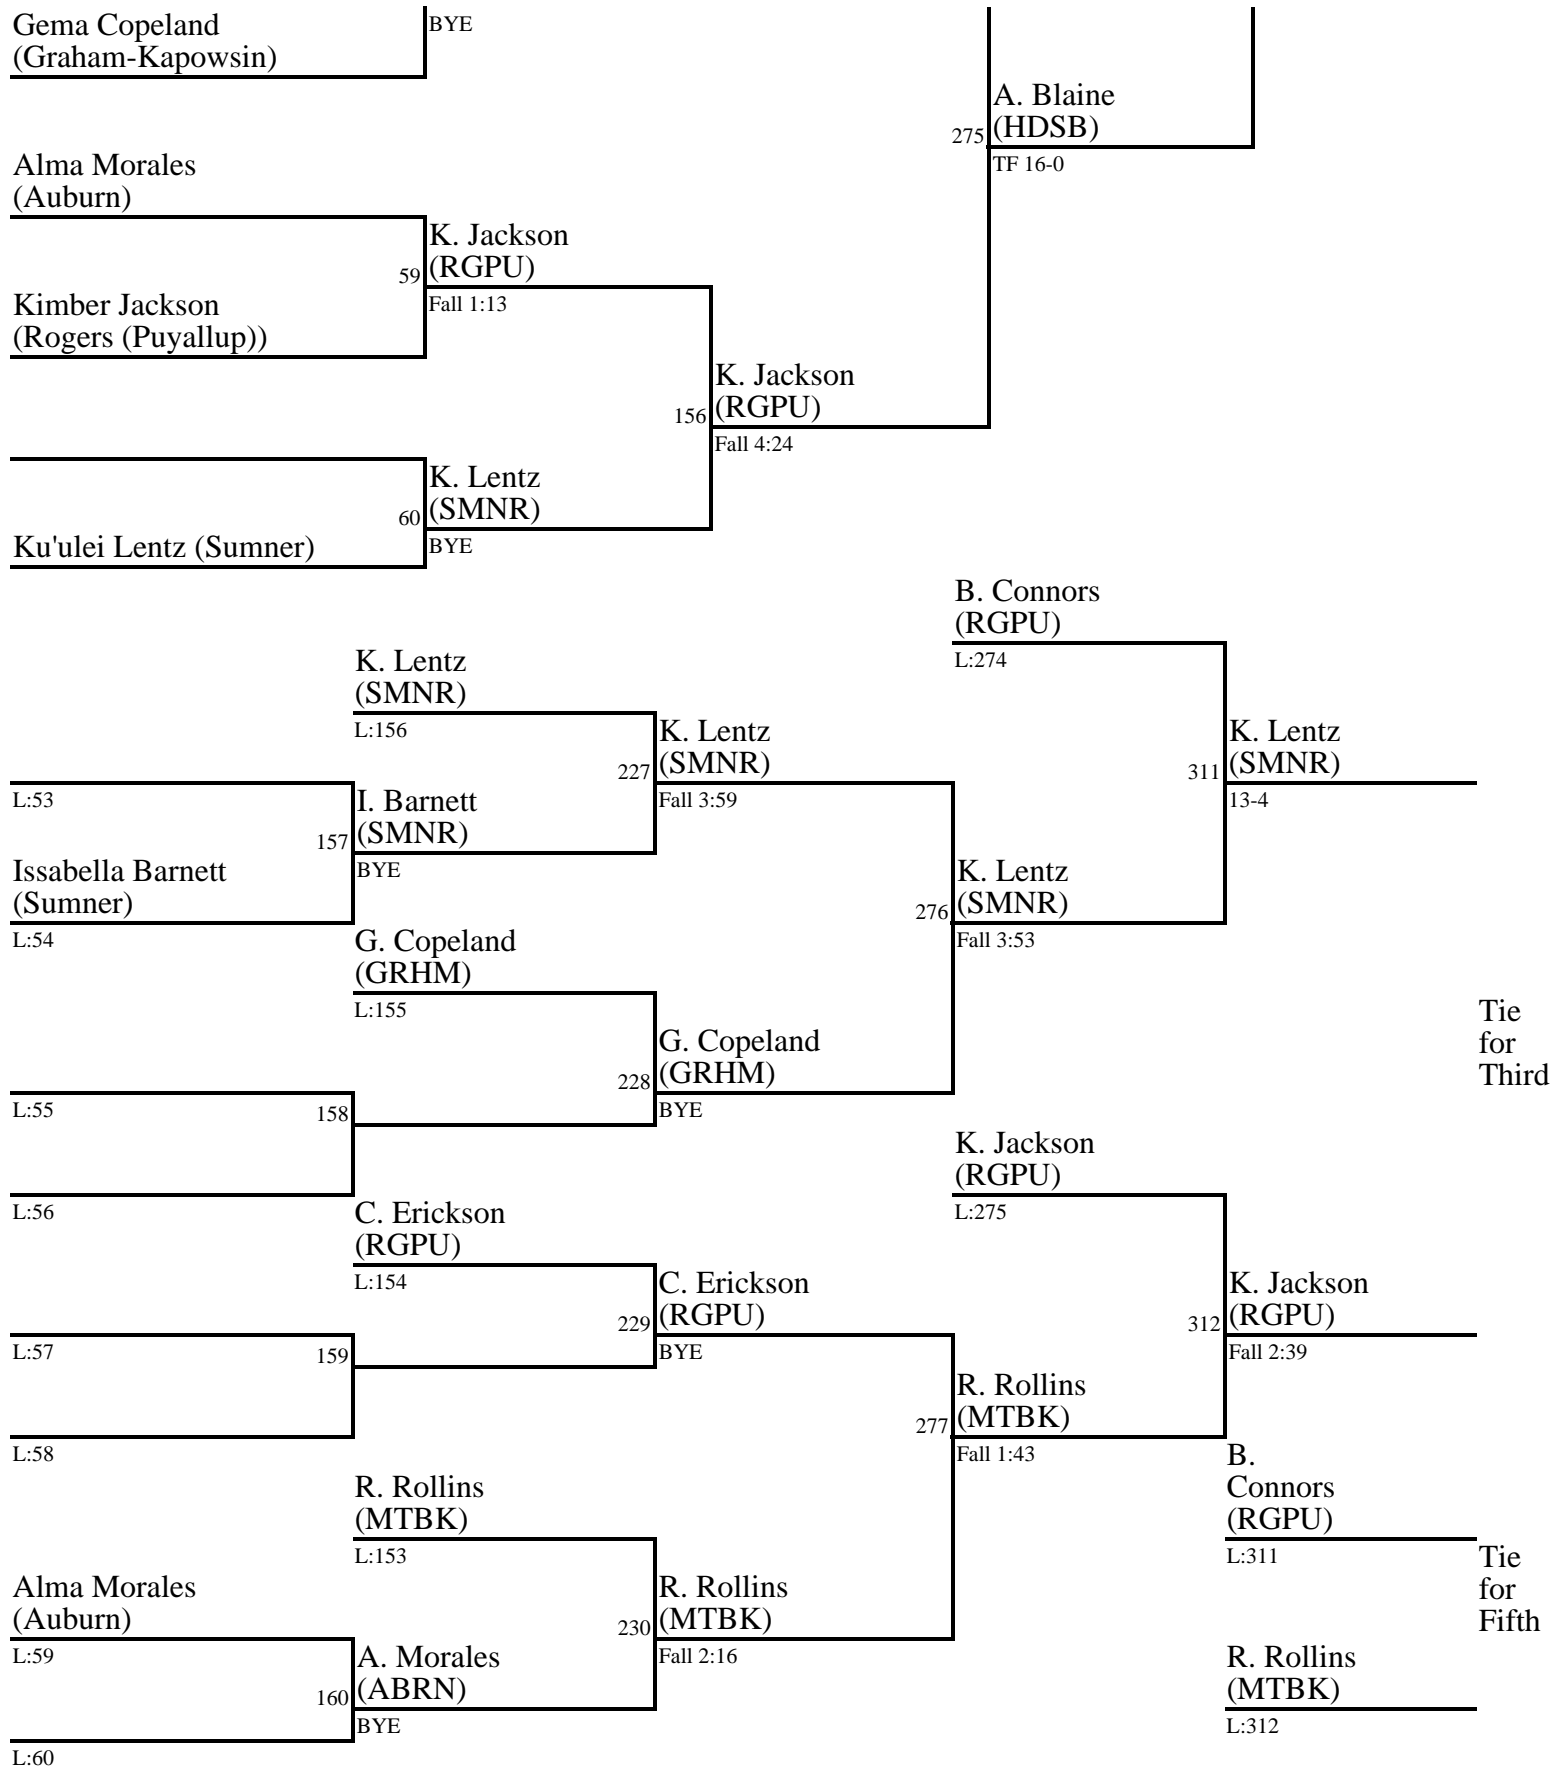 Gema Copeland
(Graham-Kapowsin)
BYE
A. Blaine
275 (HDSB)
TF 16-0
Alma Morales
(Auburn)
K. Jackson
59 (RGPU)
Fall 1:13
Kimber Jackson
(Rogers (Puyallup))
K. Jackson
156 (RGPU)
Fall 4:24
K. Lentz
60 (SMNR)
BYE
Ku'ulei Lentz (Sumner)
B. Connors
(RGPU)
L:274
K. Lentz
(SMNR)
L:156
K. Lentz
227 (SMNR)
Fall 3:59
K. Lentz
311 (SMNR)
13-4
L:53
I. Barnett
157 (SMNR)
BYE
Issabella Barnett
(Sumner)
L:54
K. Lentz
276 (SMNR)
Fall 3:53
G. Copeland
(GRHM)
L:155
G. Copeland
228 (GRHM)
BYE
Tie
for
Third
L:55
158
L:56
K. Jackson
(RGPU)
L:275
C. Erickson
(RGPU)
L:154
C. Erickson
229 (RGPU)
BYE
K. Jackson
312 (RGPU)
Fall 2:39
L:57
159
L:58
R. Rollins
277 (MTBK)
Fall 1:43
B.
Connors
(RGPU)
L:311
R. Rollins
(MTBK)
L:153
R. Rollins
230 (MTBK)
Fall 2:16
Tie
for
Fifth
Alma Morales
(Auburn)
L:59
A. Morales
160 (ABRN)
BYE
R. Rollins
(MTBK)
L:312
L:60